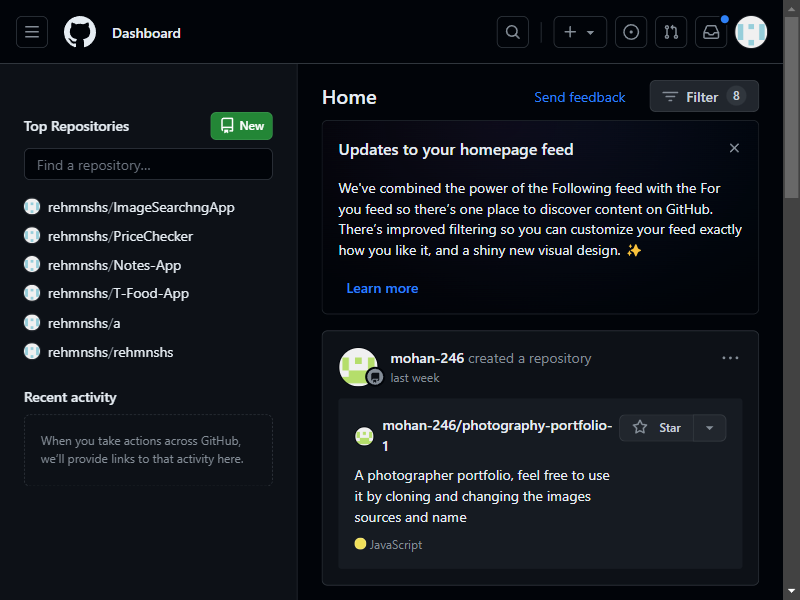 Dashboard
Top Repositories
New
Find a repository...
rehmnshs/ImageSearchngApp
rehmnshs/PriceChecker
rehmnshs/Notes-App
rehmnshs/T-Food-App
rehmnshs/a
rehmnshs/rehmnshs
Recent activity
When you take actions across GitHub,
we'll provide links to that activity here.
Home
Send feedback
Filter 8
Updates to your homepage feed
We've combined the power of the Following feed with the For
you feed so there's one place to discover content on GitHub.
There's improved filtering so you can customize your feed exactly
how you like it, and a shiny new visual design. ✨
Learn more
mohan-246 created a repository
last week
mohan-246/photography-portfolio-
1
Star
A photographer portfolio, feel free to use
it by cloning and changing the images
sources and name
JavaScript